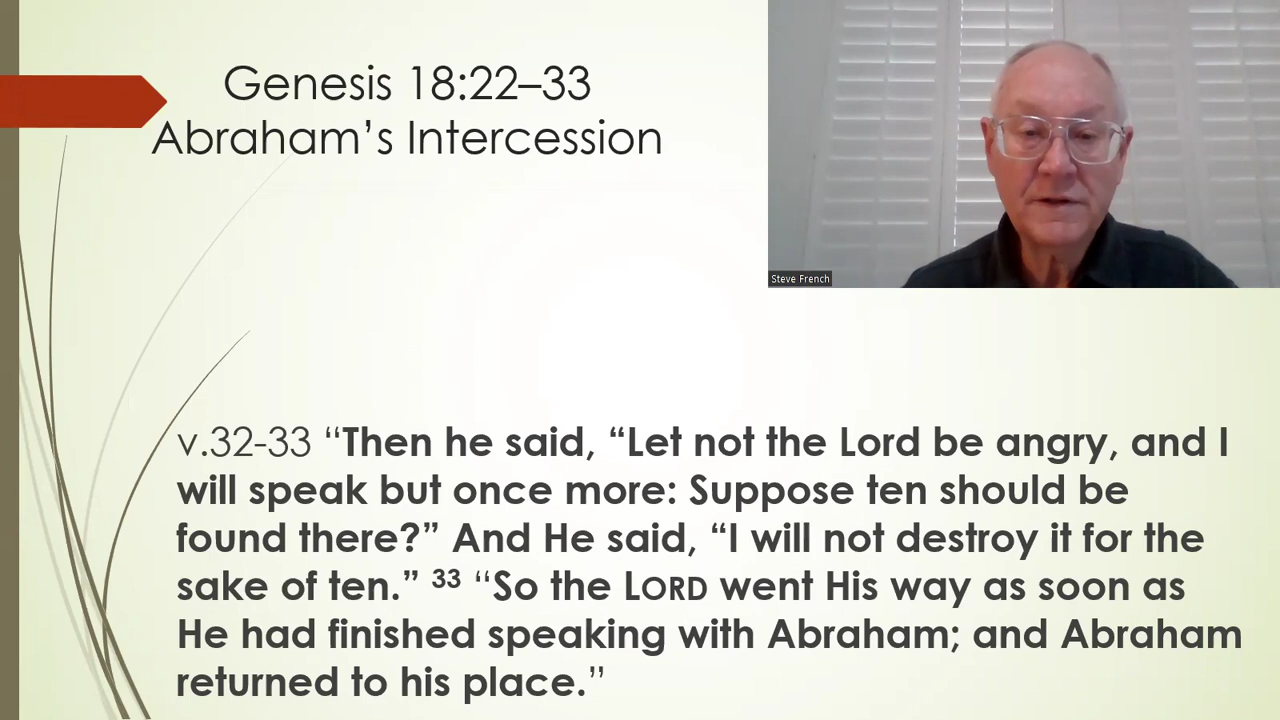 Genesis 18:22–33
Abraham’s Intercession
Steve French
v.32-33 “Then he said, “Let not the Lord be angry, and I
will speak but once more: Suppose ten should be
found there?” And He said, “I will not destroy it for the
sake of ten.” ³³ “So the LORD went His way as soon as
He had finished speaking with Abraham; and Abraham
returned to his place.”